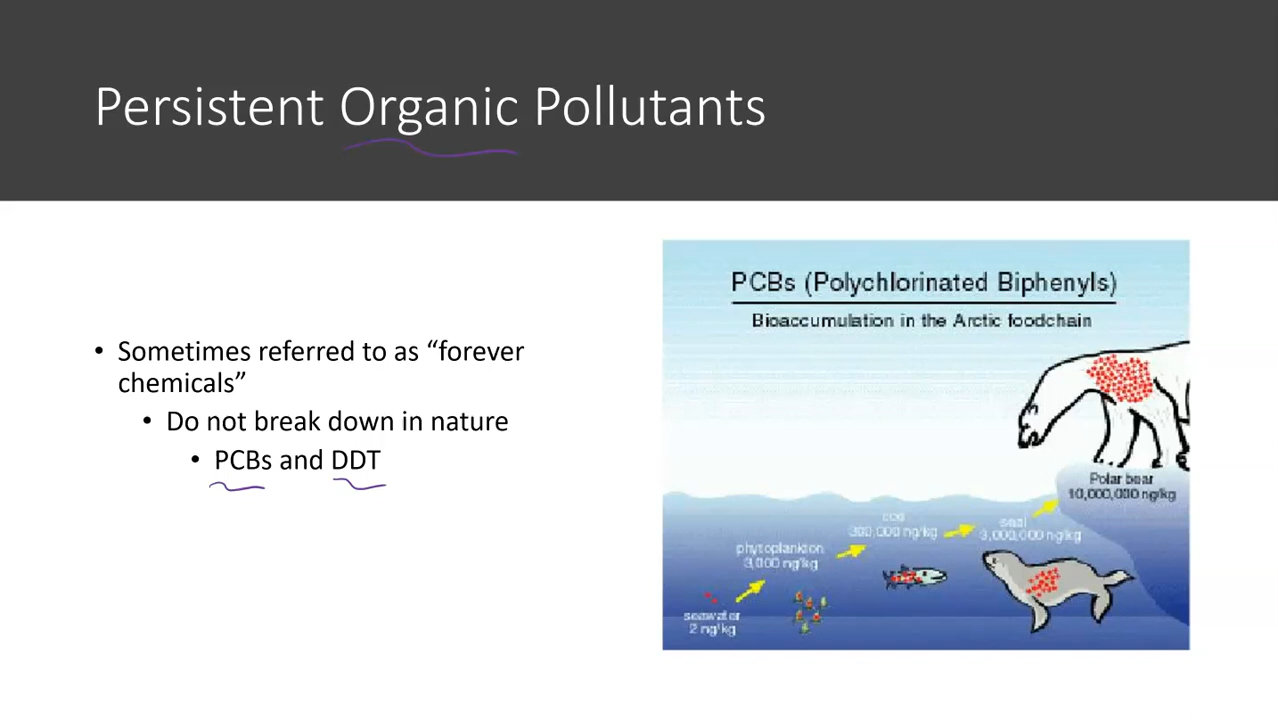 Persistent Organic Pollutants
• Sometimes referred to as “forever
chemicals”
• Do not break down in nature
• PCBs and DDT
PCBs (Polychlorinated Biphenyls)
Bioaccumulation in the Arctic foodchain
Polar bear
10,000,000 ng/kg
cod
300,000 ng/kg
seal
3,000,000 ng/kg
phytoplankton
3,000 ng/kg
seawater
2 ng/kg